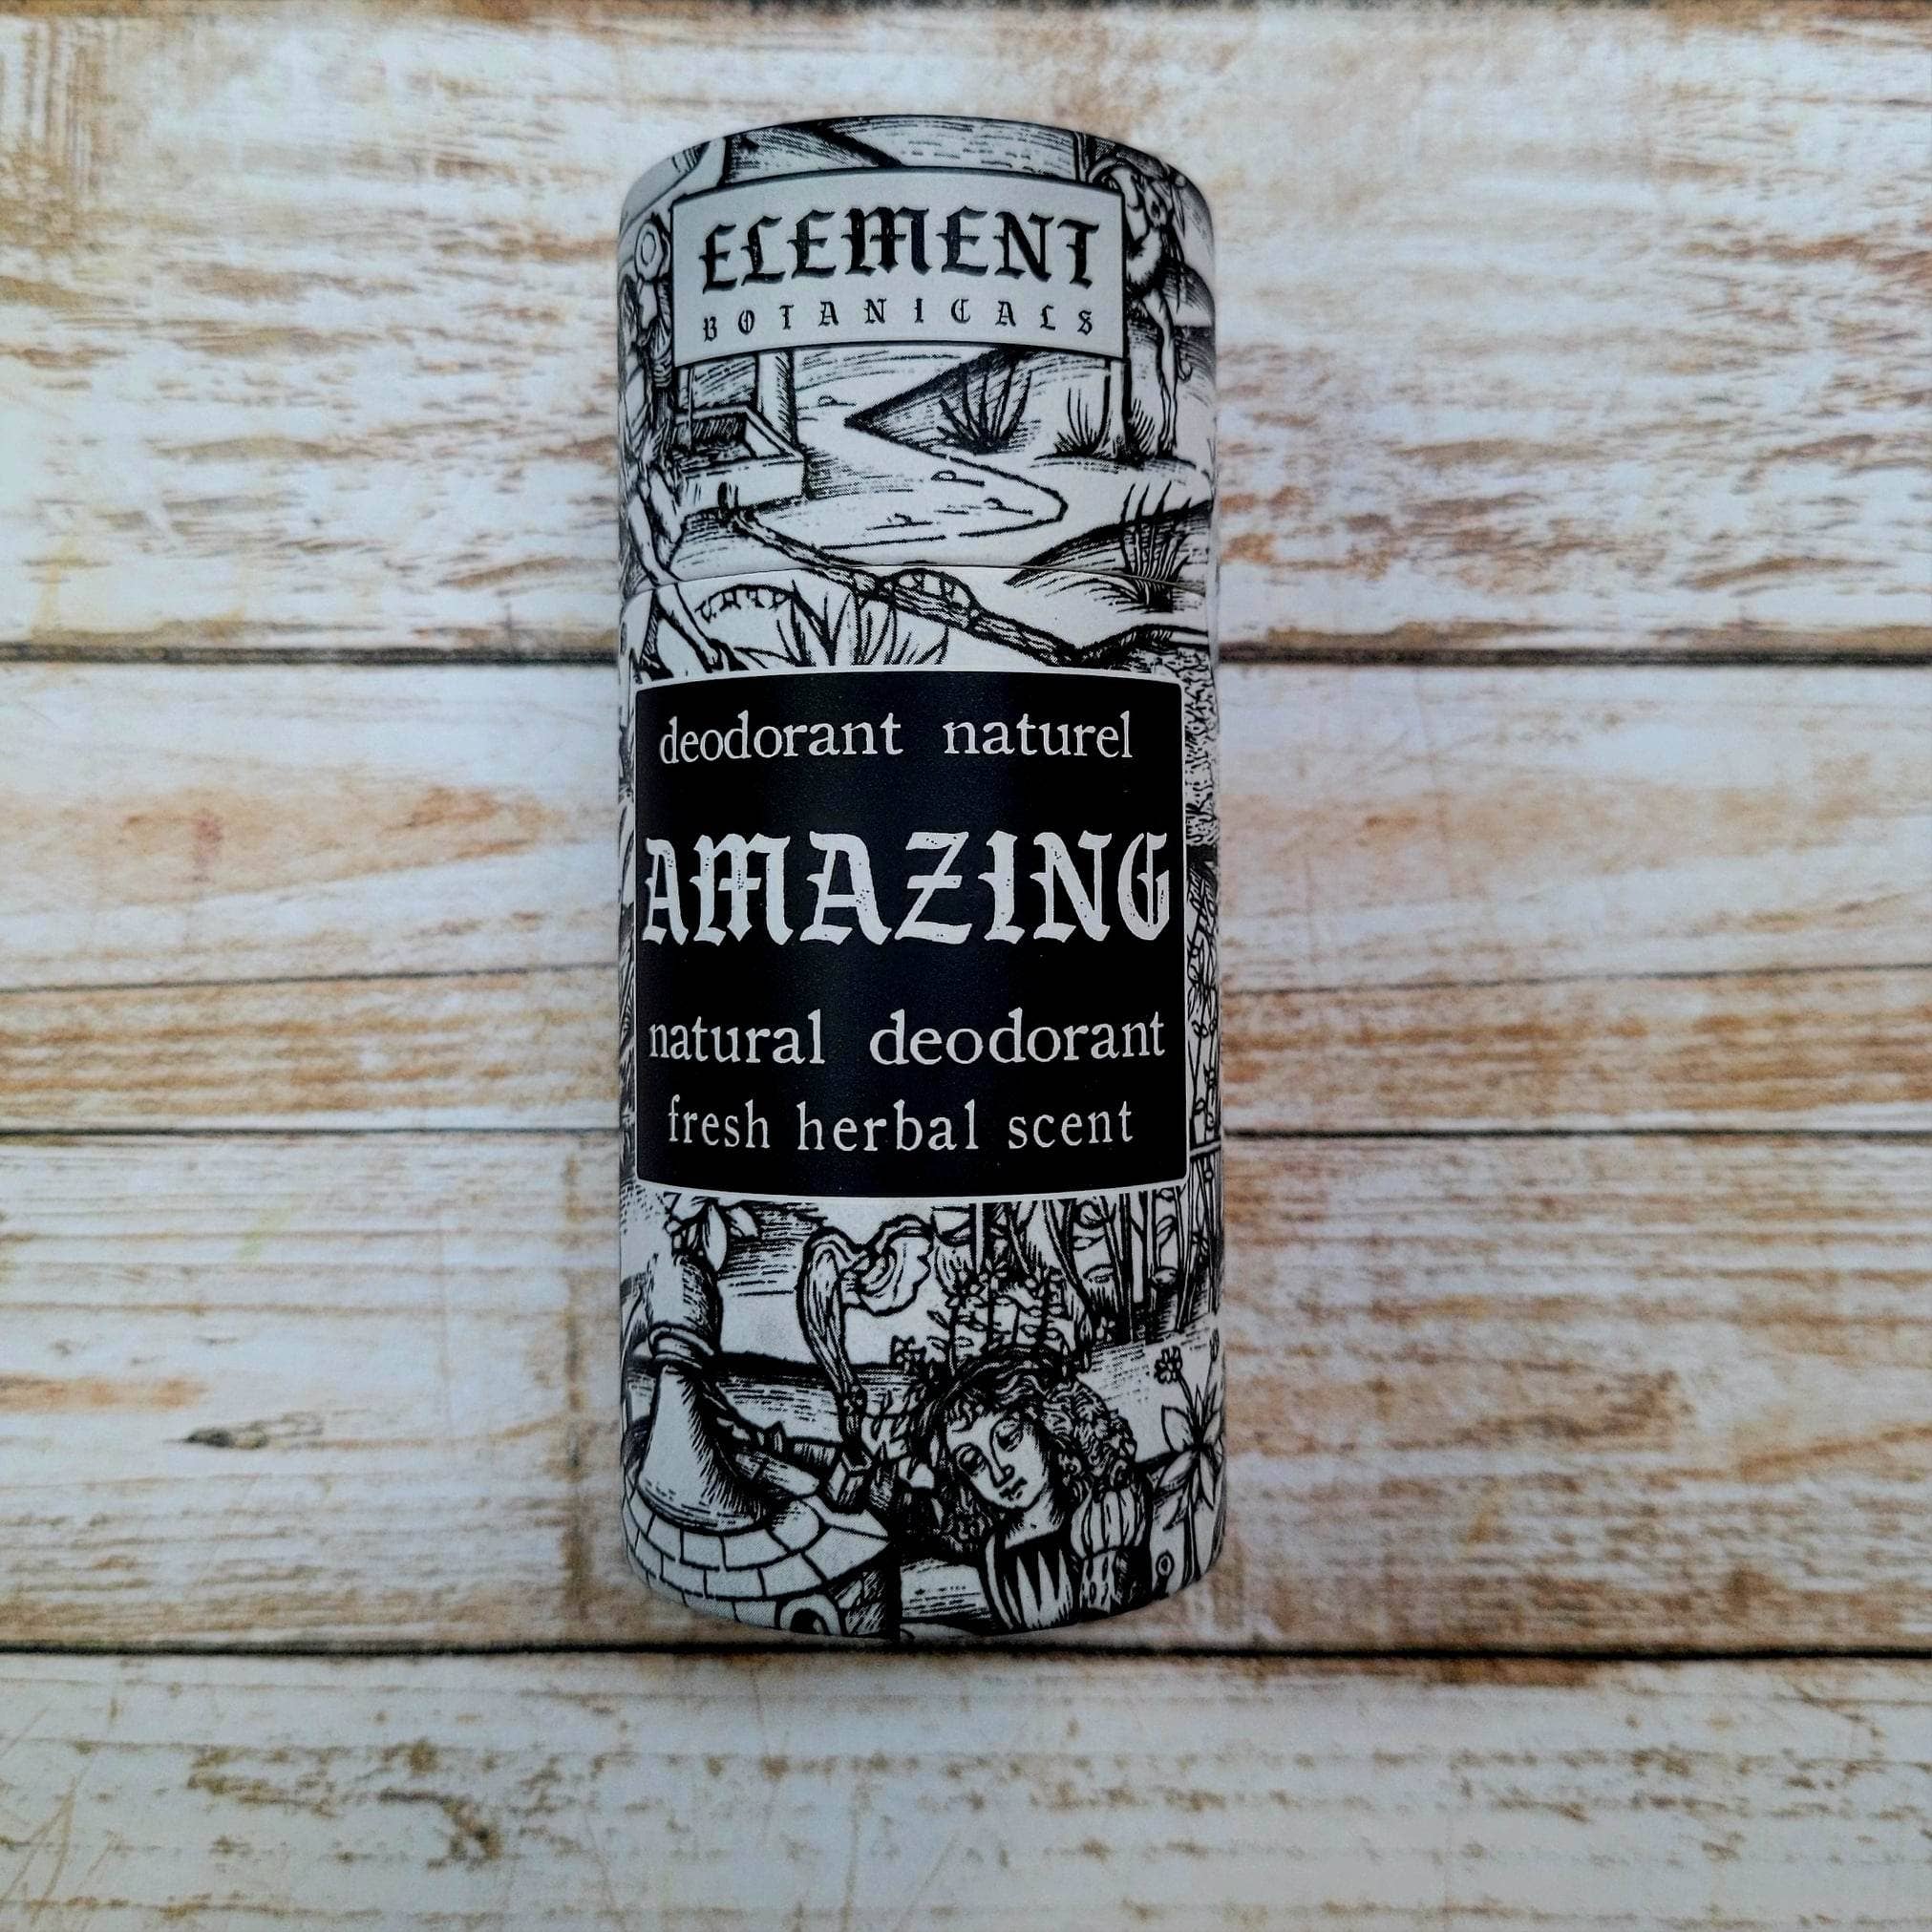 ELEMENT
BOTANICALS
deodorant naturel
AMAZING
natural deodorant
fresh herbal scent